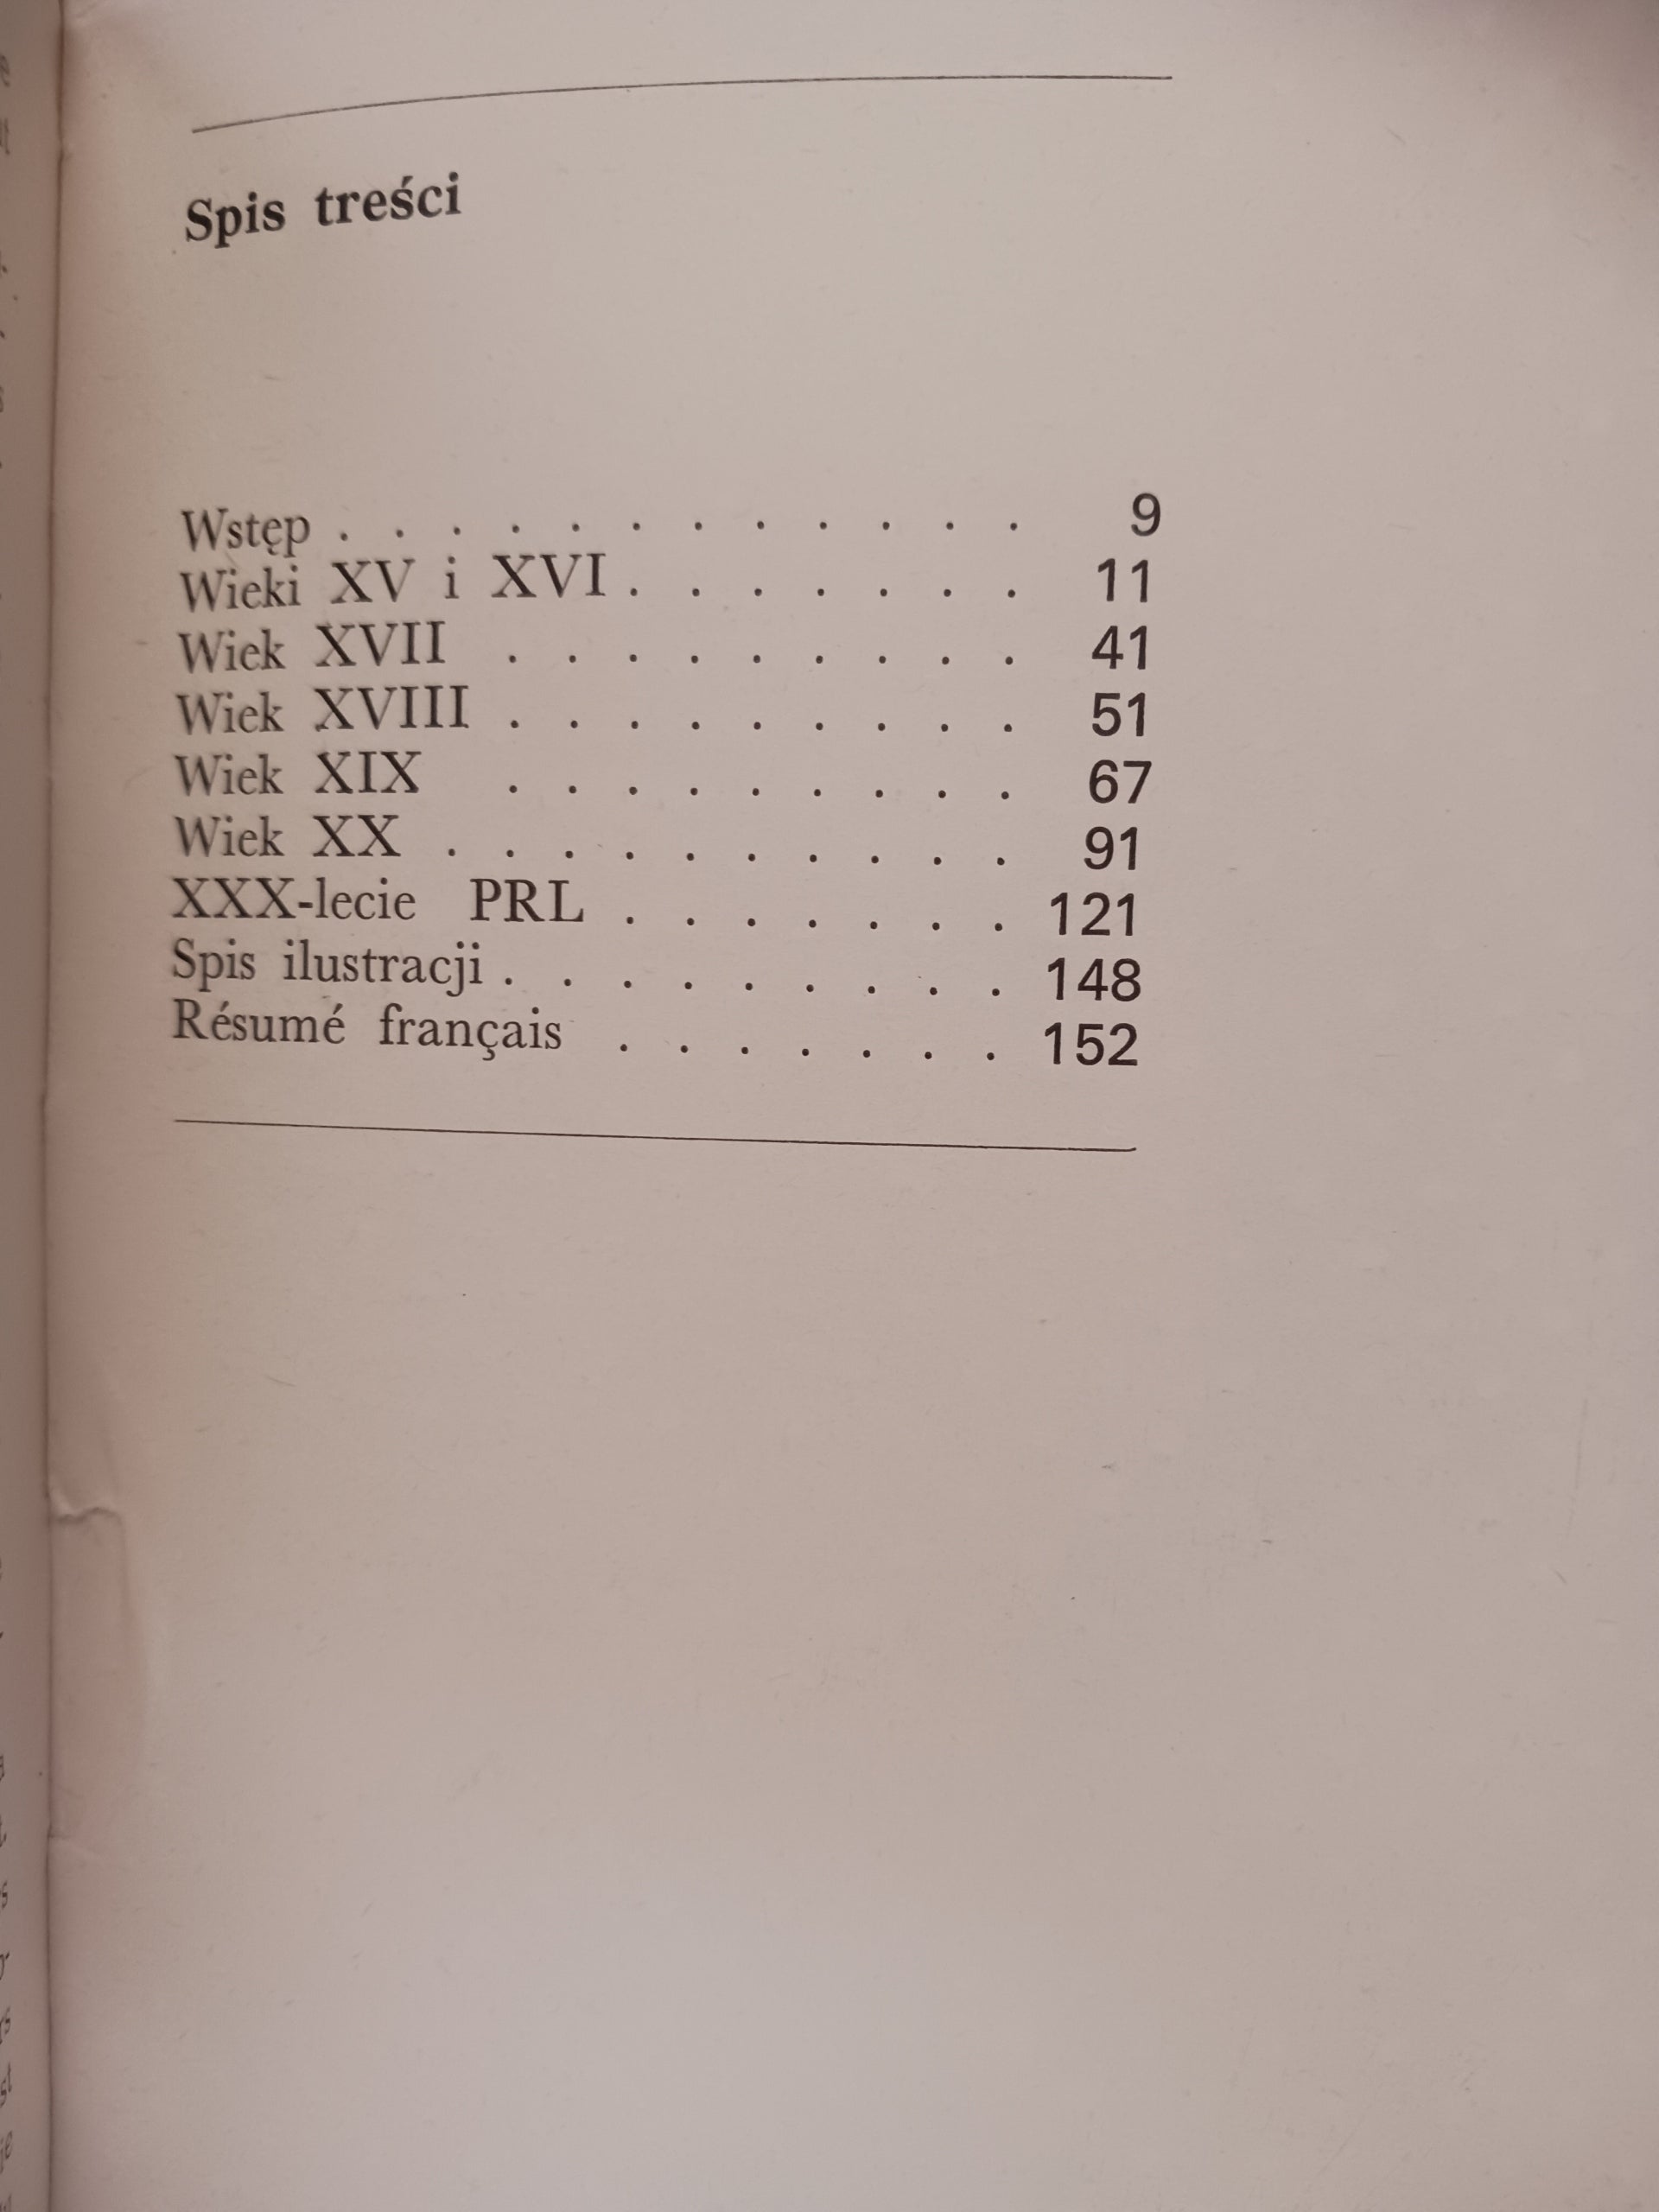 Spis treści
Wstęp . . . . . . . . . . . . 9
Wieki XV i XVI . . . . . . . 11
Wiek XVII . . . . . . . . . 41
Wiek XVIII . . . . . . . . . 51
Wiek XIX . . . . . . . . . 67
Wiek XX . . . . . . . . . . 91
XXX-lecie PRL . . . . . . . 121
Spis ilustracji . . . . . . . . . 148
Résumé français . . . . . . . 152